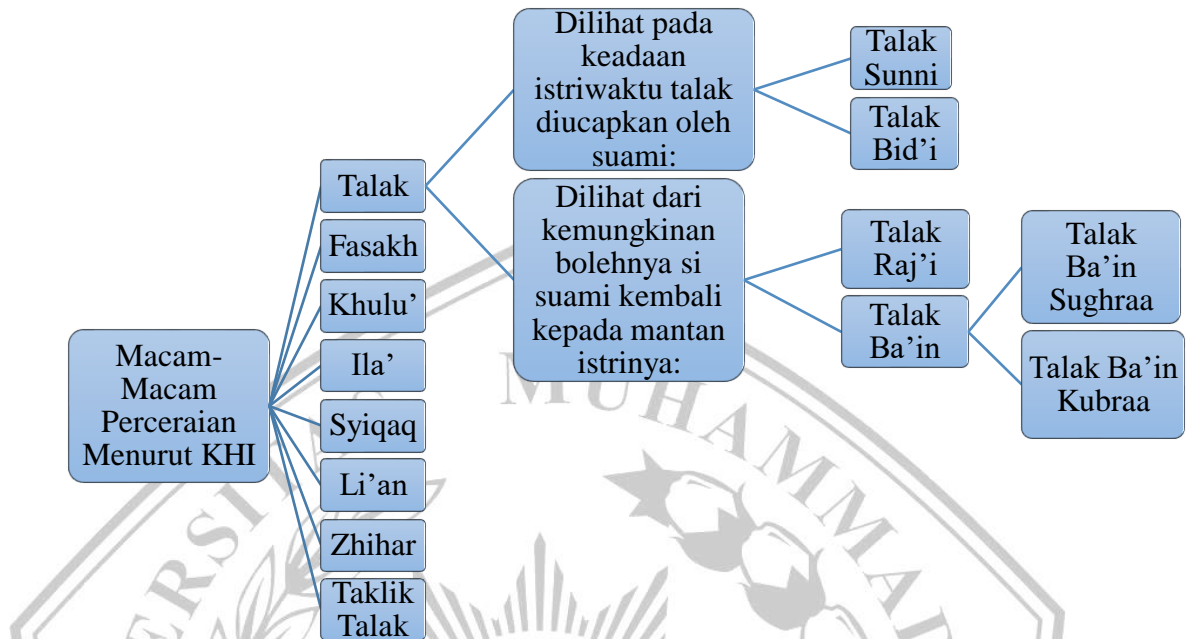 Macam-
Macam
Perceraian
Menurut KHI
Talak
Fasakh
Khulu’
Ila’
Syiqaq
Li’an
Zhihar
Taklik
Talak
Dilihat pada
keadaan
istriwaktu talak
diucapkan oleh
suami:
Talak
Sunni
Talak
Bid’i
Dilihat dari
kemungkinan
bolehnya si
suami kembali
kepada mantan
istrinya:
Talak
Raj’i
Talak
Ba’in
Talak
Ba’in
Sughraa
Talak Ba’in
Kubraa
MUHAMMA